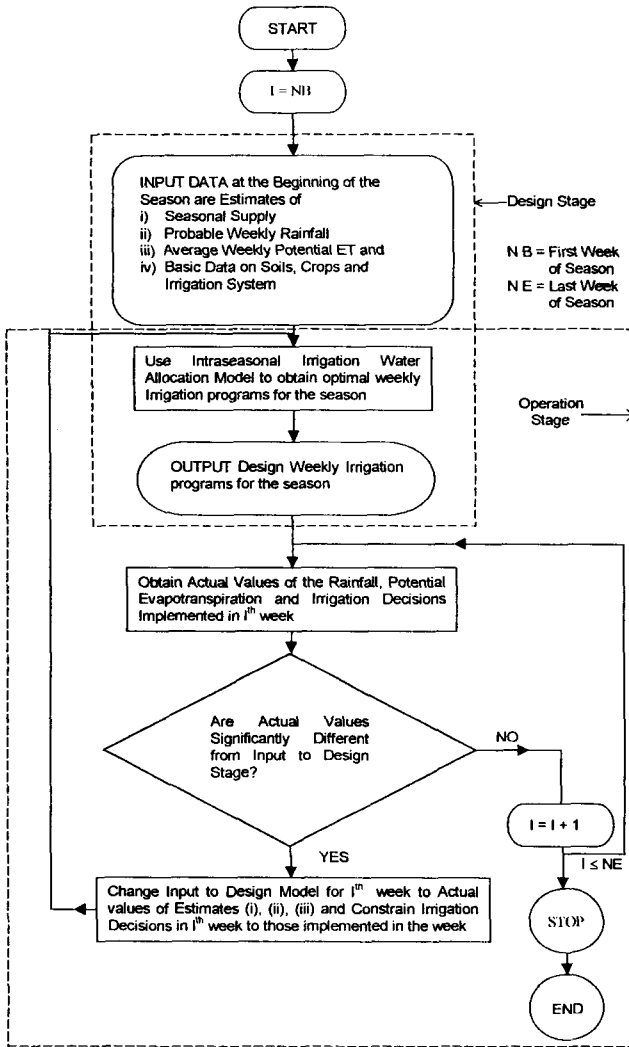 START
I = NB
INPUT DATA at the Beginning of the
Season are Estimates of
i) Seasonal Supply
ii) Probable Weekly Rainfall
iii) Average Weekly Potential ET and
iv) Basic Data on Soils, Crops and
Irrigation System
Design Stage
N B = First Week
of Season
N E = Last Week
of Season
Use Intraseasonal Irrigation Water
Allocation Model to obtain optimal weekly
Irrigation programs for the season
Operation
Stage
OUTPUT Design Weekly Irrigation
programs for the season
Obtain Actual Values of the Rainfall, Potential
Evapotranspiration and Irrigation Decisions
Implemented in Ith week
Are Actual Values
Significantly Different
from Input to Design
Stage?
NO
I = I + 1
I ≤ NE
YES
Change Input to Design Model for Ith week to Actual
values of Estimates (i), (ii), (iii) and Constrain Irrigation
Decisions in Ith week to those implemented in the week
STOP
END